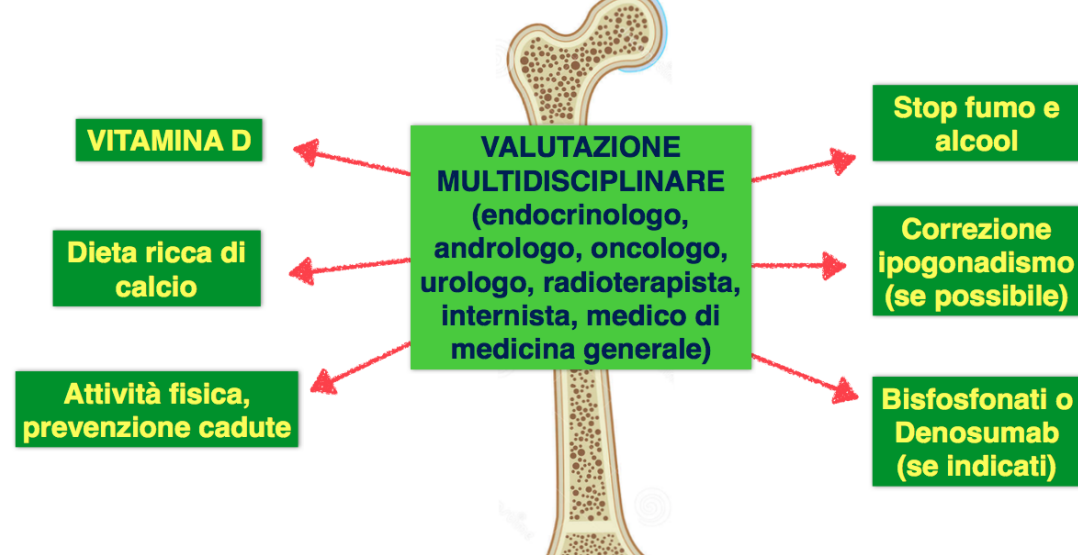 VITAMINA D
Dieta ricca di
calcio
Attività fisica,
prevenzione cadute
VALUTAZIONE
MULTIDISCIPLINARE
(endocrinologo,
andrologo, oncologo,
urologo, radioterapista,
internista, medico di
medicina generale)
Stop fumo e
alcool
Correzione
ipogonadismo
(se possibile)
Bisfosfonati o
Denosumab
(se indicati)